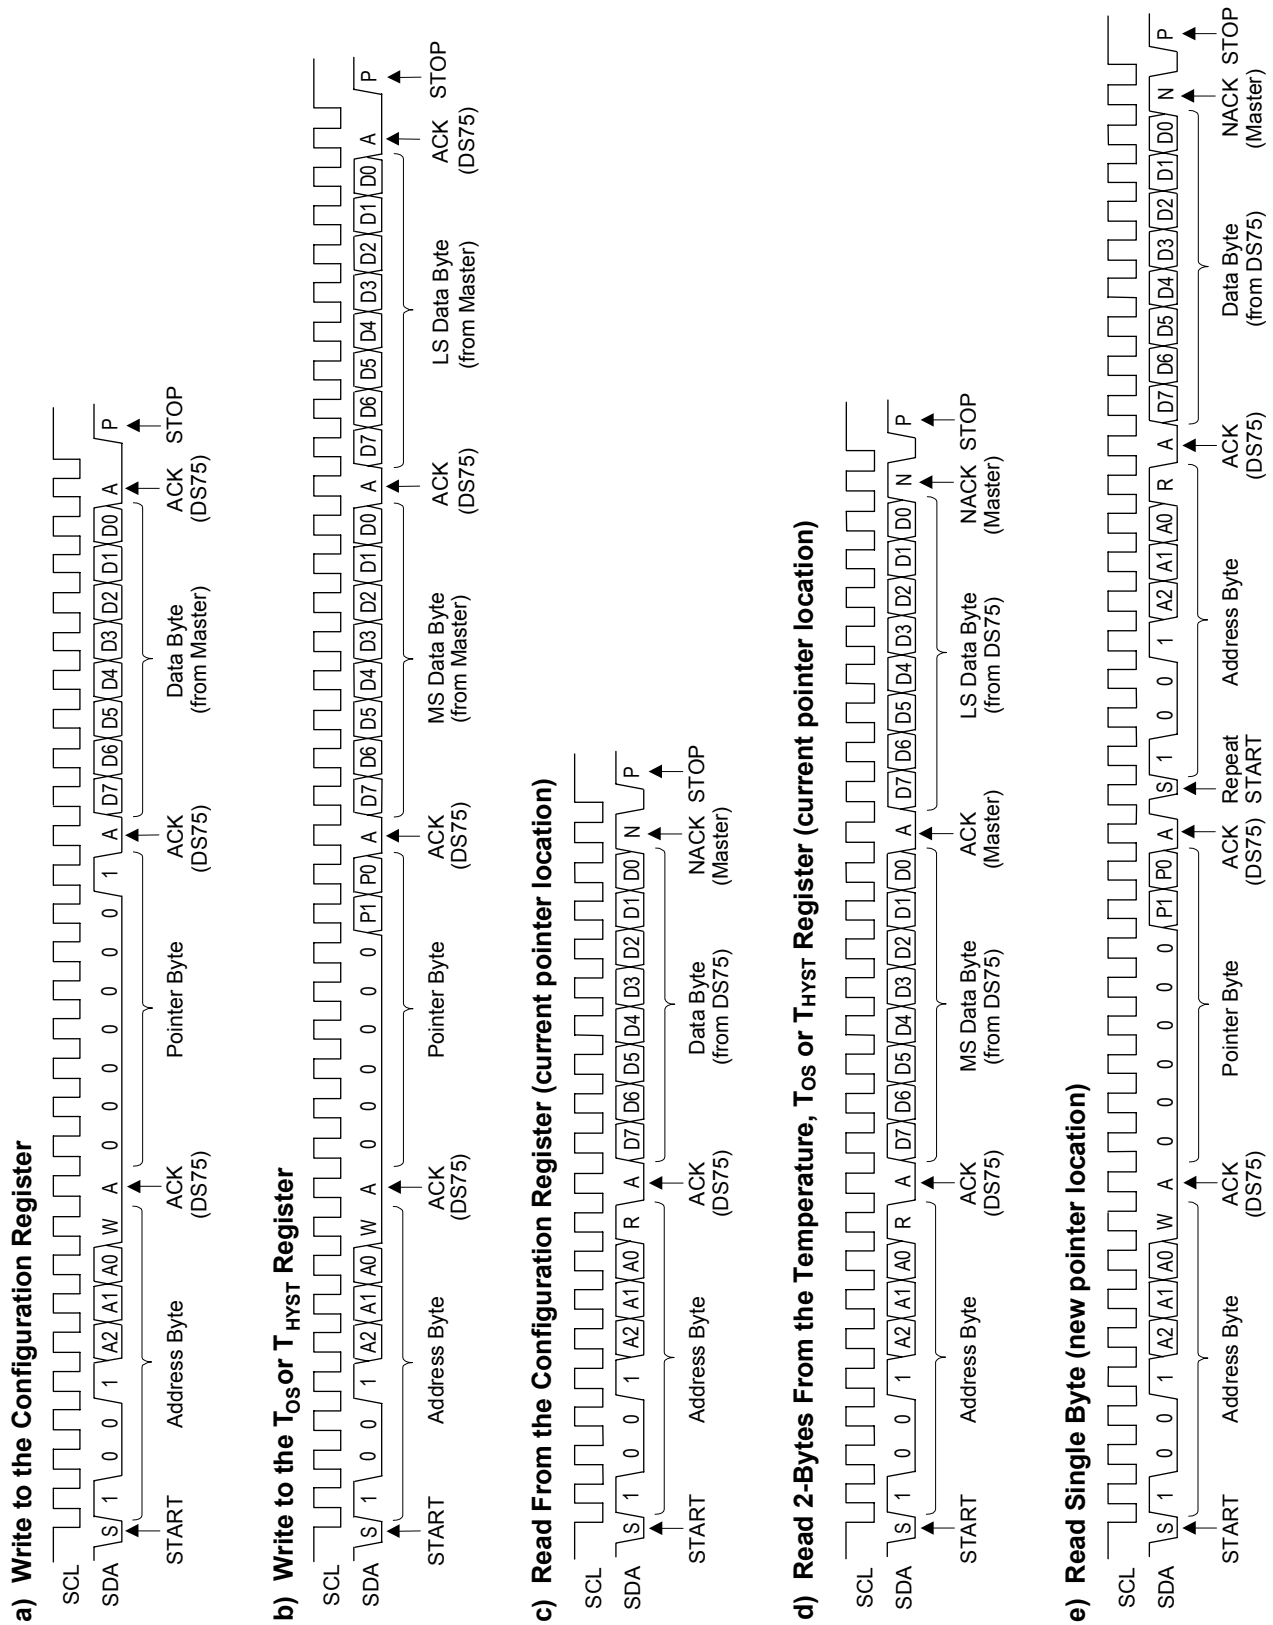 a) Write to the Configuration Register
SCL
SDA S 1 0 0 1 A2 A1 A0 W A 0 0 0 0 0 0 0 1 A D7 D6 D5 D4 D3 D2 D1 D0 A P
START Address Byte ACK (DS75) Pointer Byte ACK (DS75) Data Byte (from Master) ACK (DS75) STOP
b) Write to the TOS or THYST Register
SCL
SDA S 1 0 0 1 A2 A1 A0 W A 0 0 0 0 0 0 P1 P0 A D7 D6 D5 D4 D3 D2 D1 D0 A D7 D6 D5 D4 D3 D2 D1 D0 A P
START Address Byte ACK (DS75) Pointer Byte ACK (DS75) MS Data Byte (from Master) ACK (DS75) LS Data Byte (from Master) ACK (DS75) STOP
c) Read From the Configuration Register (current pointer location)
SCL
SDA S 1 0 0 1 A2 A1 A0 R A D7 D6 D5 D4 D3 D2 D1 D0 N P
START Address Byte ACK (DS75) Data Byte (from DS75) NACK (Master) STOP
d) Read 2-Bytes From the Temperature, TOS or THYST Register (current pointer location)
SCL
SDA S 1 0 0 1 A2 A1 A0 R A D7 D6 D5 D4 D3 D2 D1 D0 A D7 D6 D5 D4 D3 D2 D1 D0 N P
START Address Byte ACK (DS75) MS Data Byte (from DS75) ACK (Master) LS Data Byte (from DS75) NACK (Master) STOP
e) Read Single Byte (new pointer location)
SCL
SDA S 1 0 0 1 A2 A1 A0 W A 0 0 0 0 0 0 P1 P0 A S 1 0 0 1 A2 A1 A0 R A D7 D6 D5 D4 D3 D2 D1 D0 N P
START Address Byte ACK (DS75) Pointer Byte ACK (DS75) Repeat START Address Byte ACK (DS75) Data Byte (from DS75) NACK (Master) STOP